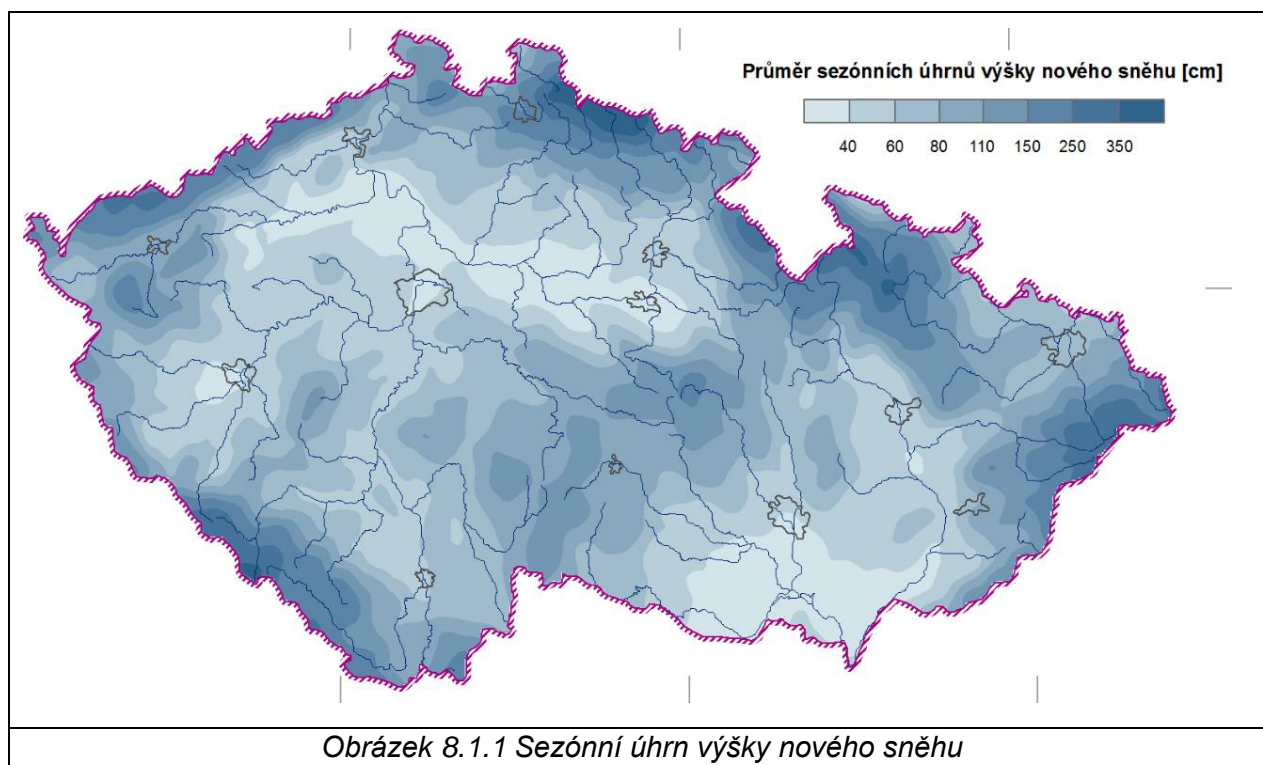 Průměr sezónních úhrnů výšky nového sněhu [cm]
40 60 80 110 150 250 350
Obrázek 8.1.1 Sezónní úhrn výšky nového sněhu